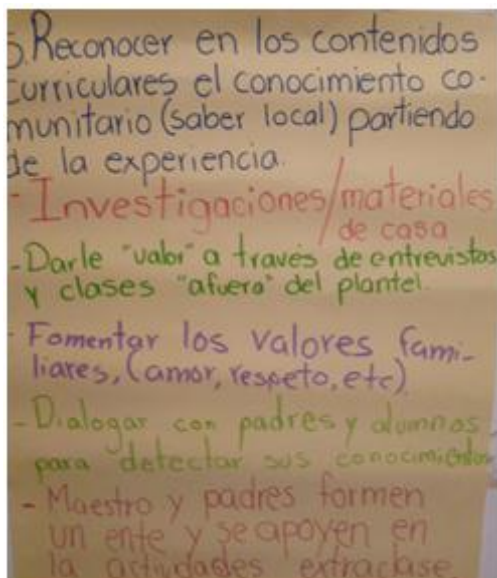 5. Reconocer en los contenidos
curriculares el conocimiento co-
munitario (saber local) partiendo
de la experiencia.
- Investigaciones/materiales
de casa
- Darle "valor" a través de entrevistas
y clases "afuera" del plantel.
- Fomentar los valores fami-
liares, (amor, respeto, etc)
- Dialogar con padres y alumnos
para detectar sus conocimientos
- Maestro y padres formen
un ente y se apoyen en
la actividades extraclase